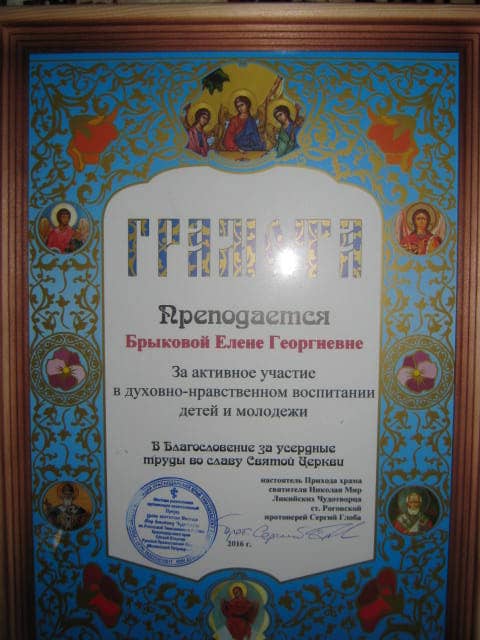 ГРАМОТА
Преподается
Брыковой Елене Георгиевне
За активное участие
в духовно-нравственном воспитании
детей и молодежи
В Благословение за усердные
труды во славу Святой Церкви
настоятель Прихода храма
святителя Николая Мир
Ликийских Чудотворца
ст. Роговской
протоиерей Сергий Глоба
2016 г.